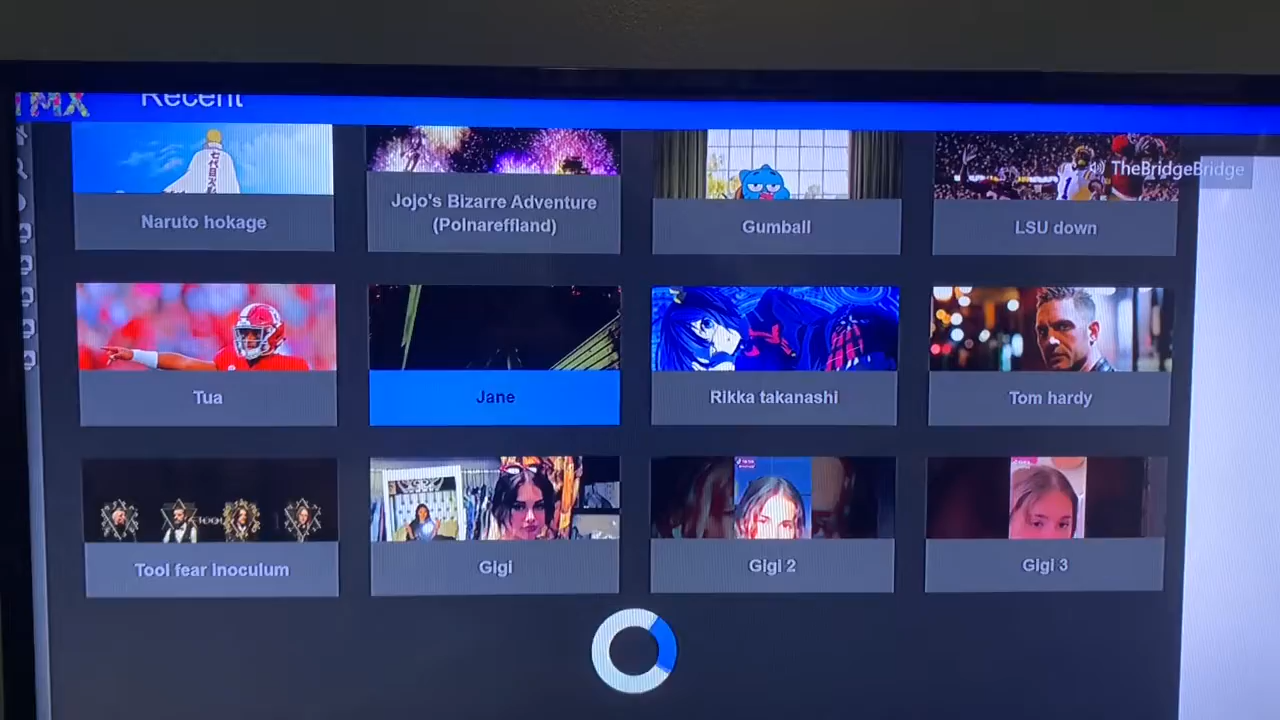 TMX Recent
TheBridgeBridge
Naruto hokage
Jojo's Bizarre Adventure
(Polnareffland)
Gumball
LSU down
Tua
Jane
Rikka takanashi
Tom hardy
Tool fear Inoculum
Gigi
Gigi 2
Gigi 3